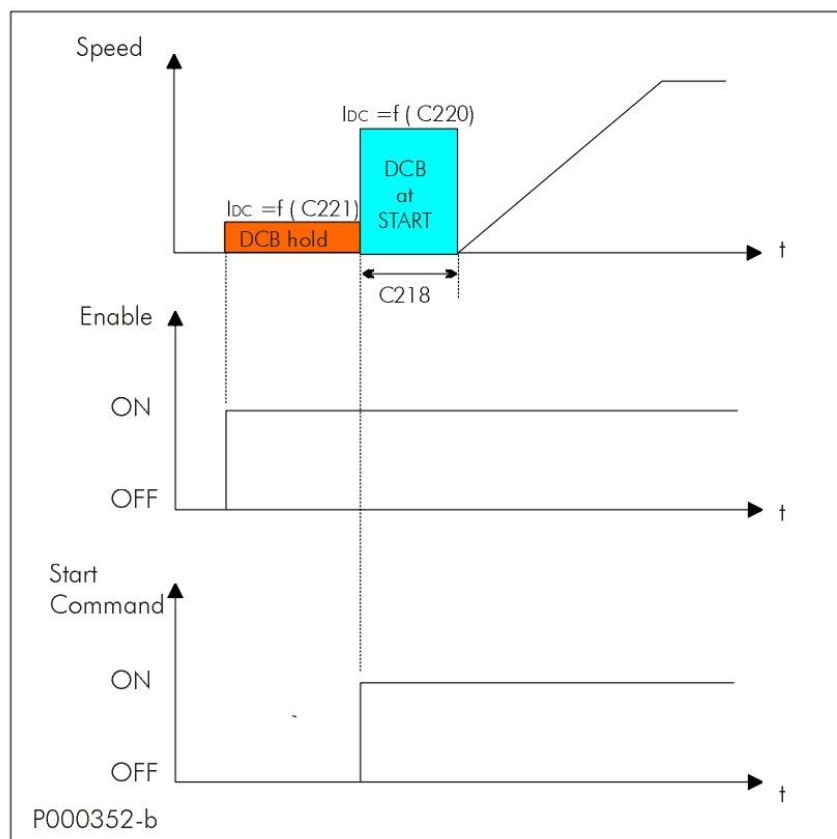 Speed
IDC =f ( C220)
DCB
at
START
IDC =f ( C221)
DCB hold
t
C218
Enable
ON
OFF
t
Start
Command
ON
OFF
t
P000352-b